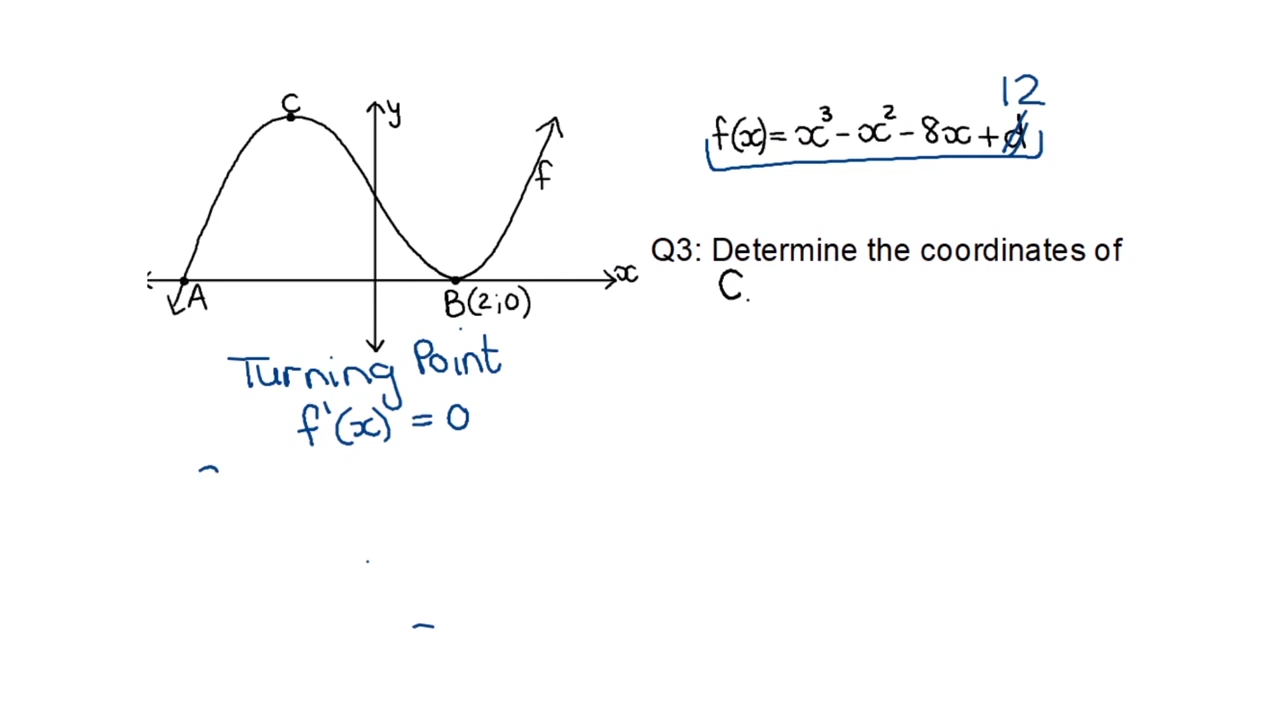 C
y
12
f(x) = x³ - x² - 8x + d
f
Q3: Determine the coordinates of
C.
x
A
B(2;0)
Turning Point
f'(x) = 0